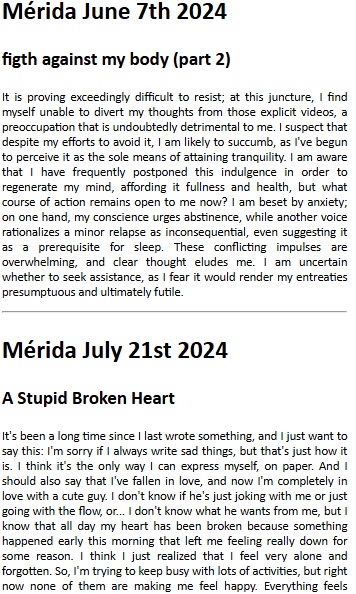 Mérida June 7th 2024
figth against my body (part 2)
It is proving exceedingly difficult to resist; at this juncture, I find
myself unable to divert my thoughts from those explicit videos, a
preoccupation that is undoubtedly detrimental to me. I suspect that
despite my efforts to avoid it, I am likely to succumb, as I've begun
to perceive it as the sole means of attaining tranquility. I am aware
that I have frequently postponed this indulgence in order to
regenerate my mind, affording it fullness and health, but what
course of action remains open to me now? I am beset by anxiety;
on one hand, my conscience urges abstinence, while another voice
rationalizes a minor relapse as inconsequential, even suggesting it
as a prerequisite for sleep. These conflicting impulses are
overwhelming, and clear thought eludes me. I am uncertain
whether to seek assistance, as I fear it would render my entreaties
presumptuous and ultimately futile.
Mérida July 21st 2024
A Stupid Broken Heart
It's been a long time since I last wrote something, and I just want to
say this: I'm sorry if I always write sad things, but that's just how it
is. I think it's the only way I can express myself, on paper. And I
should also say that I've fallen in love, and now I'm completely in
love with a cute guy. I don't know if he's just joking with me or just
going with the flow, or... I don't know what he wants from me, but I
know that all day my heart has been broken because something
happened early this morning that left me feeling really down for
some reason. I think I just realized that I feel very alone and
forgotten. So, I'm trying to keep busy with lots of activities, but right
now none of them are making me feel happy. Everything feels